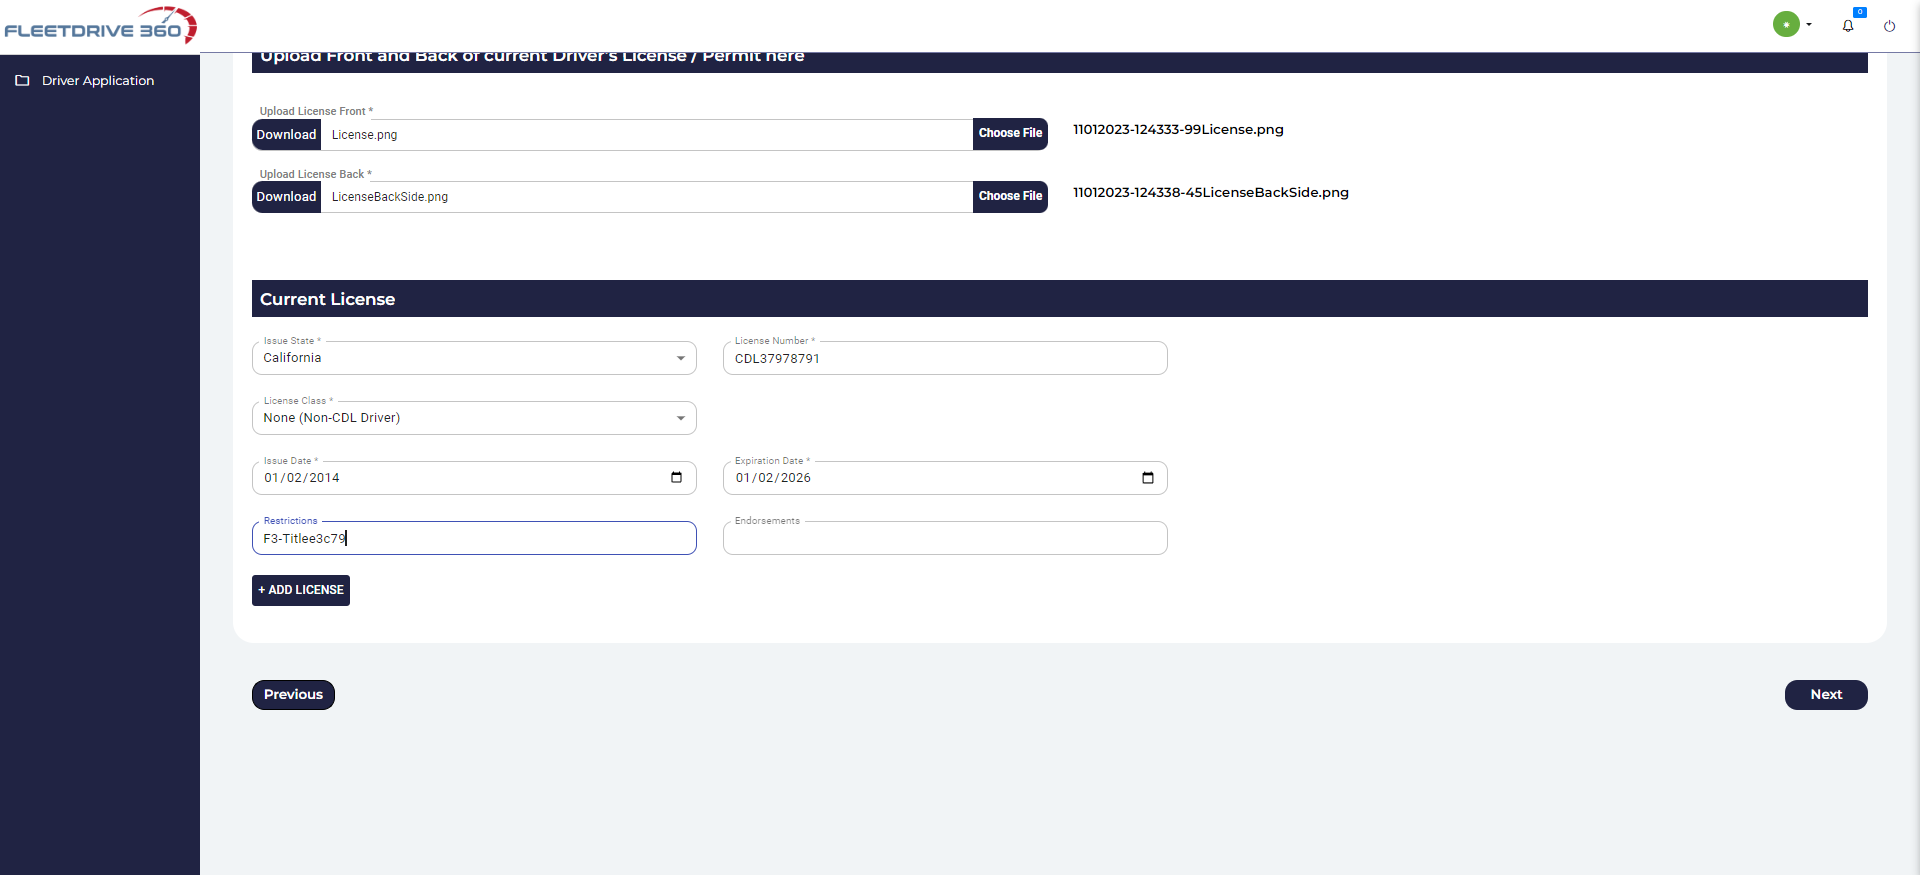 FLEETDRIVE 360
0
Driver Application
Upload Front and Back of current Driver's License / Permit here
Upload License Front *
Download License.png Choose File 11012023-124333-99License.png
Upload License Back *
Download LicenseBackSide.png Choose File 11012023-124338-45LicenseBackSide.png
Current License
Issue State * License Number *
California CDL37978791
License Class *
None (Non-CDL Driver)
Issue Date * Expiration Date *
01/02/2014 01/02/2026
Restrictions Endorsements
F3-Titlee3c79
+ ADD LICENSE
Previous Next